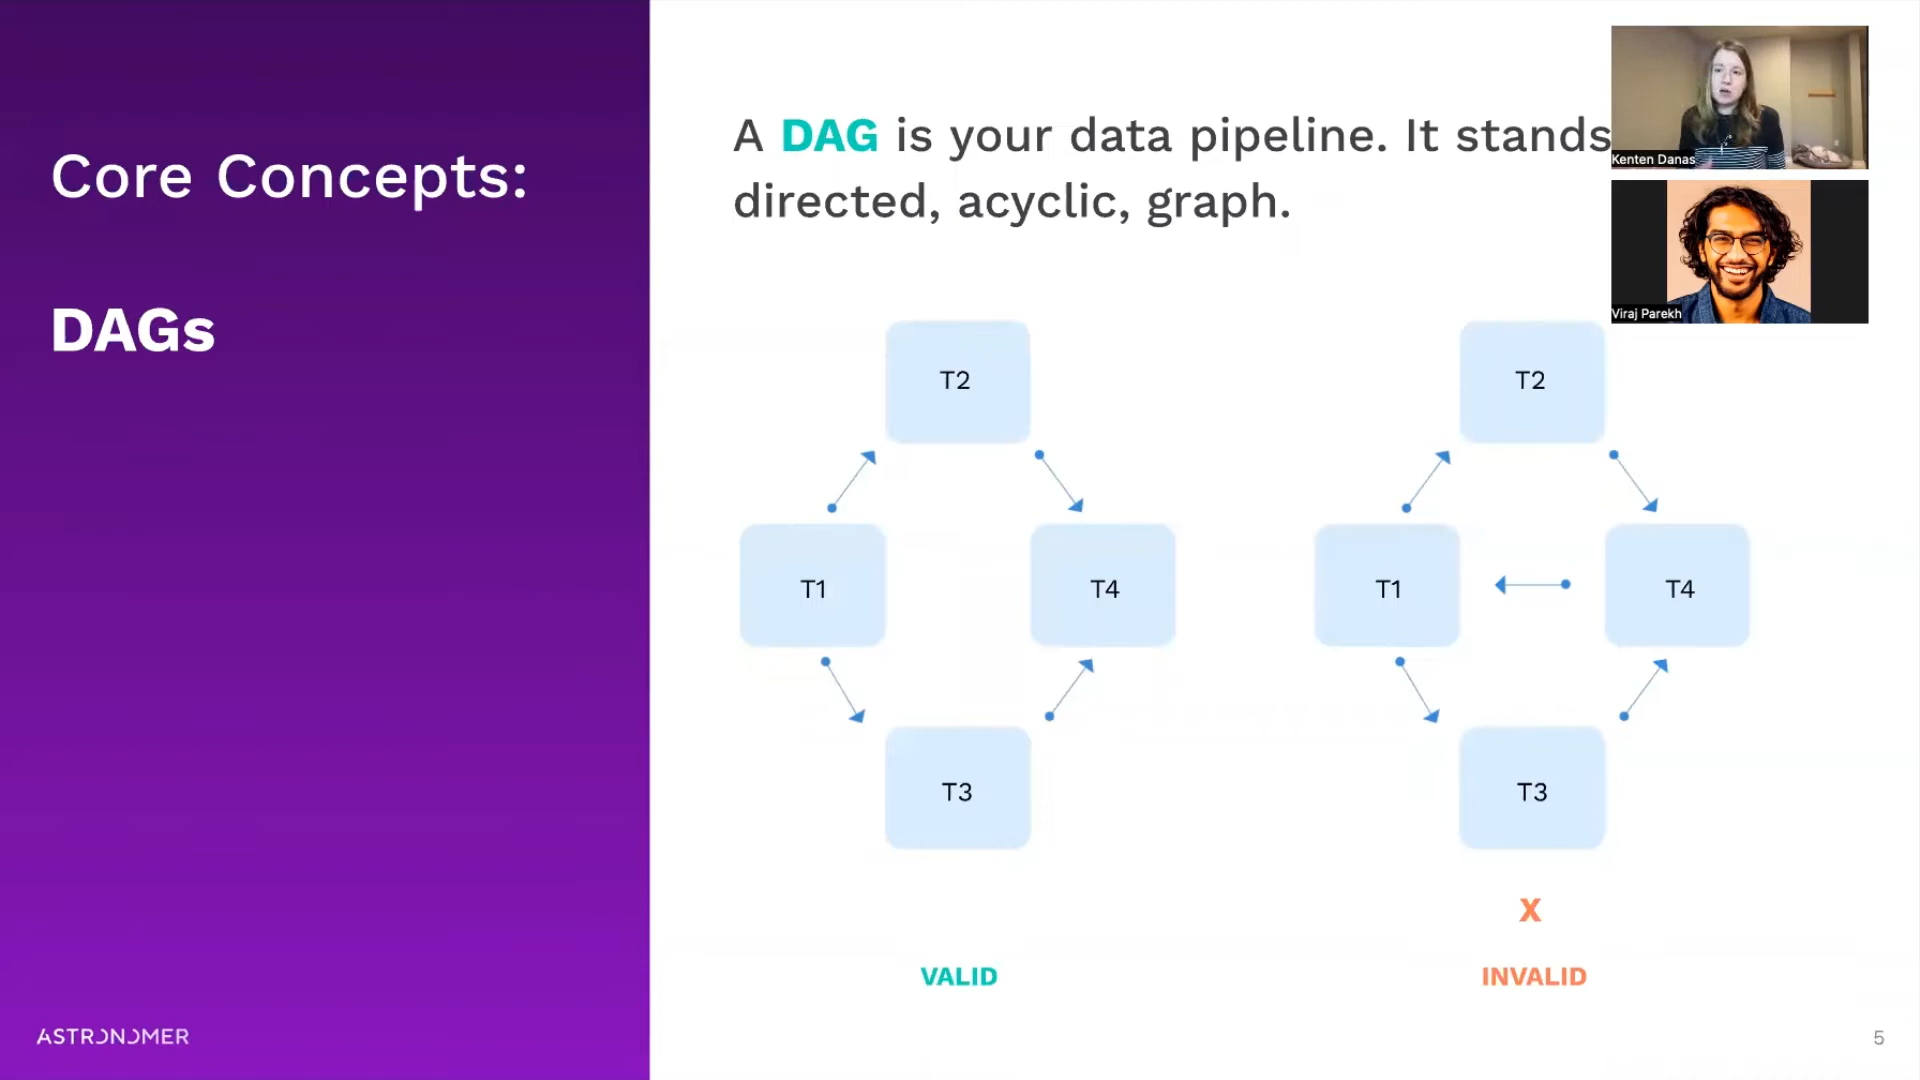 Core Concepts:
DAGs
A DAG is your data pipeline. It stands
directed, acyclic, graph.
Kenten Danas
Viraj Parekh
T2
T1
T4
T3
VALID
T2
T1
T4
T3
X
INVALID
ASTRONOMER
5